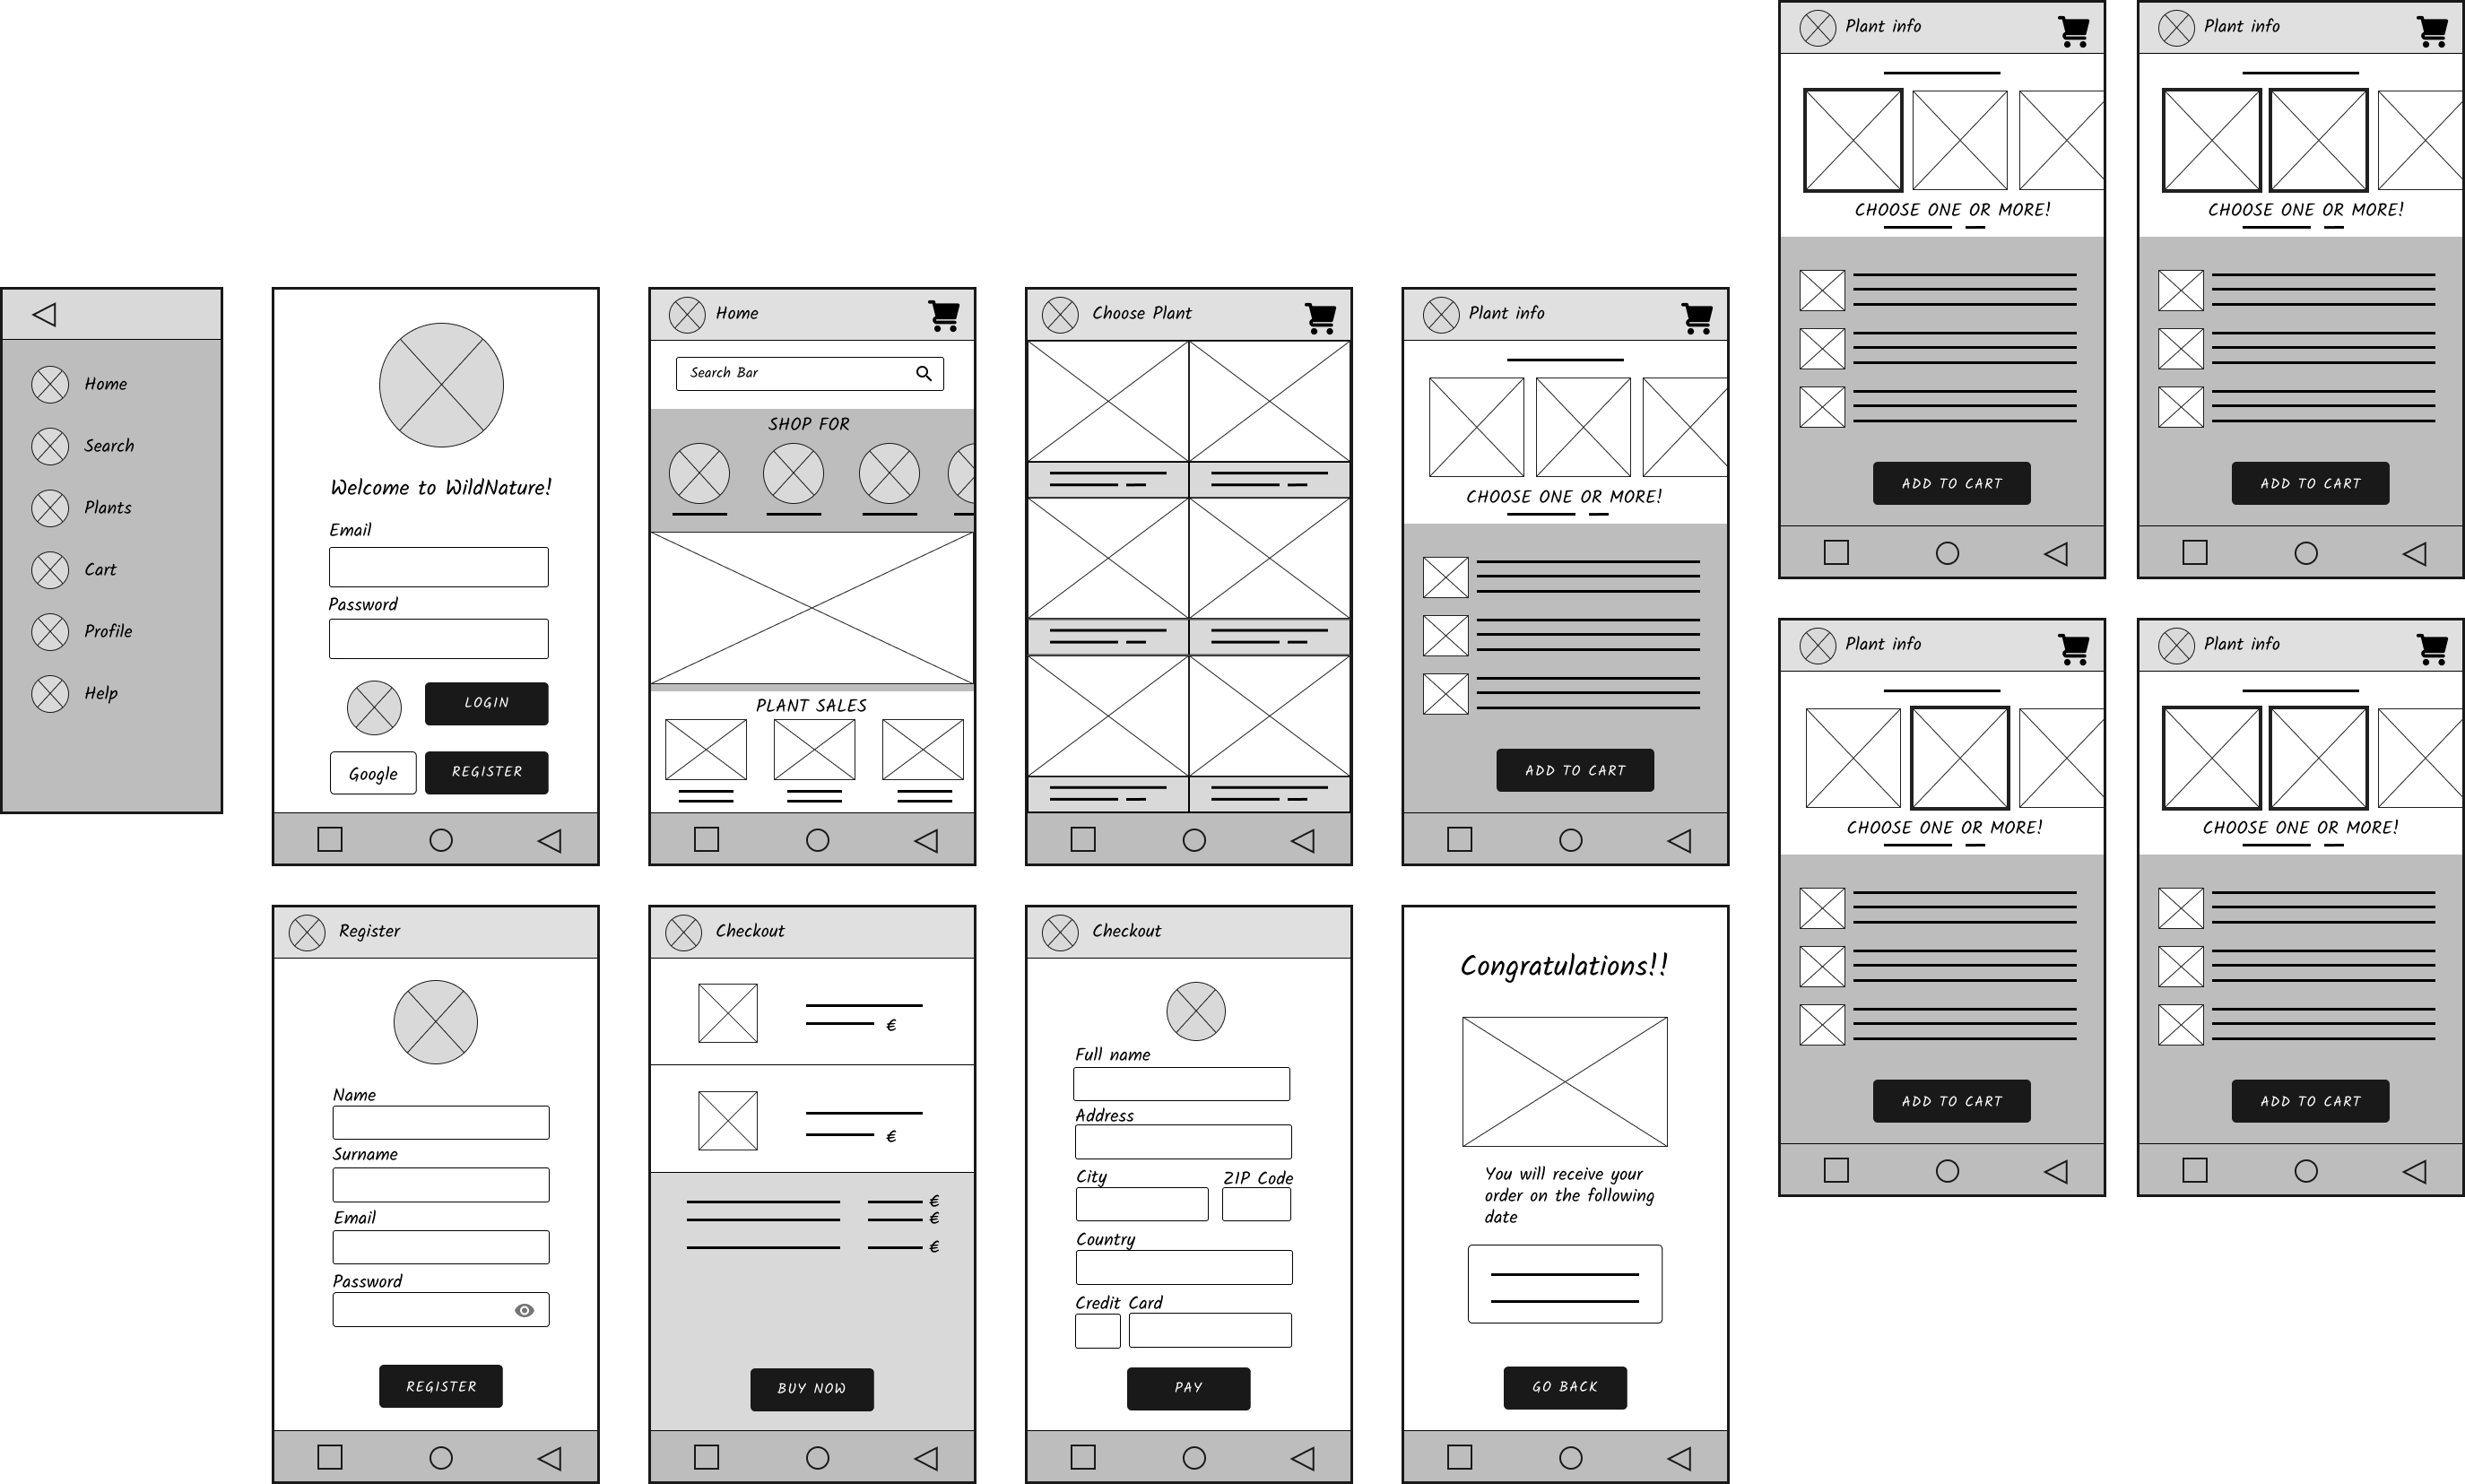 Home
Search
Plants
Cart
Profile
Help
Welcome to WildNature!
Email
Password
LOGIN
Google
REGISTER
Home
Search Bar
SHOP FOR
PLANT SALES
Choose Plant
Plant info
CHOOSE ONE OR MORE!
ADD TO CART
Plant info
CHOOSE ONE OR MORE!
ADD TO CART
Plant info
CHOOSE ONE OR MORE!
ADD TO CART
Plant info
CHOOSE ONE OR MORE!
ADD TO CART
Plant info
CHOOSE ONE OR MORE!
ADD TO CART
Register
Name
Surname
Email
Password
REGISTER
Checkout
€
€
€
€
€
BUY NOW
Checkout
Full name
Address
City
ZIP Code
Country
Credit Card
PAY
Congratulations!!
You will receive your
order on the following
date
GO BACK